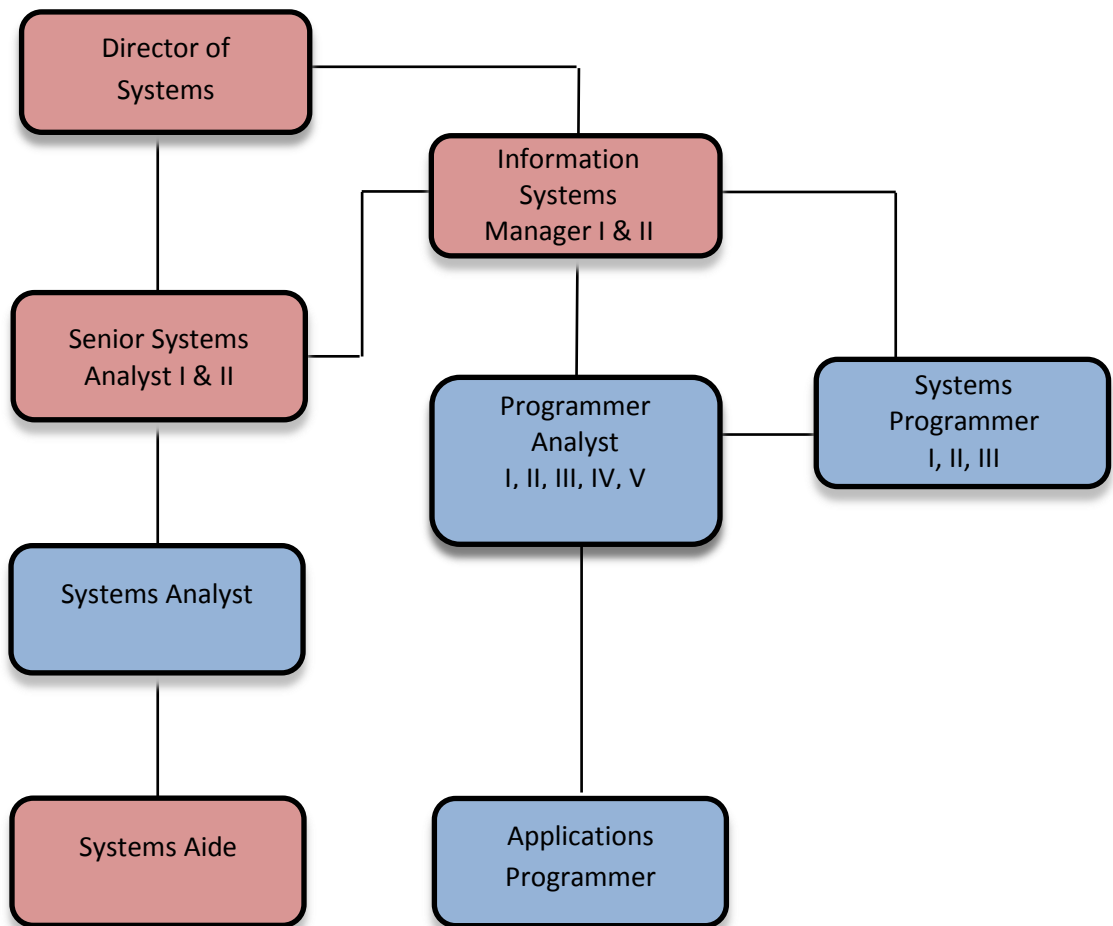 Director of
Systems
Information
Systems
Manager I & II
Senior Systems
Analyst I & II
Programmer
Analyst
I, II, III, IV, V
Systems
Programmer
I, II, III
Systems Analyst
Systems Aide
Applications
Programmer